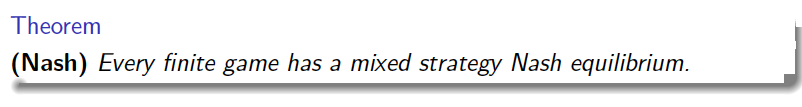 Theorem
(Nash) Every finite game has a mixed strategy Nash equilibrium.